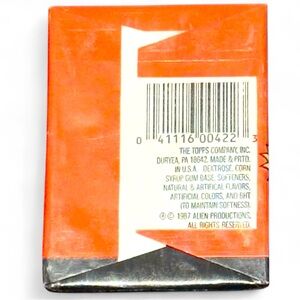 0 41116 00422 3
THE TOPPS COMPANY, INC.
DURYEA, PA 18642. MADE & PRTD.
IN U.S.A. DEXTROSE, CORN
SYRUP, GUM BASE, SOFTENERS,
NATURAL & ARTIFICAL FLAVORS,
ARTIFICIAL COLORS, AND BHT
(TO MAINTAIN SOFTNESS).
© 1987 ALIEN PRODUCTIONS,
ALL RIGHTS RESERVED.